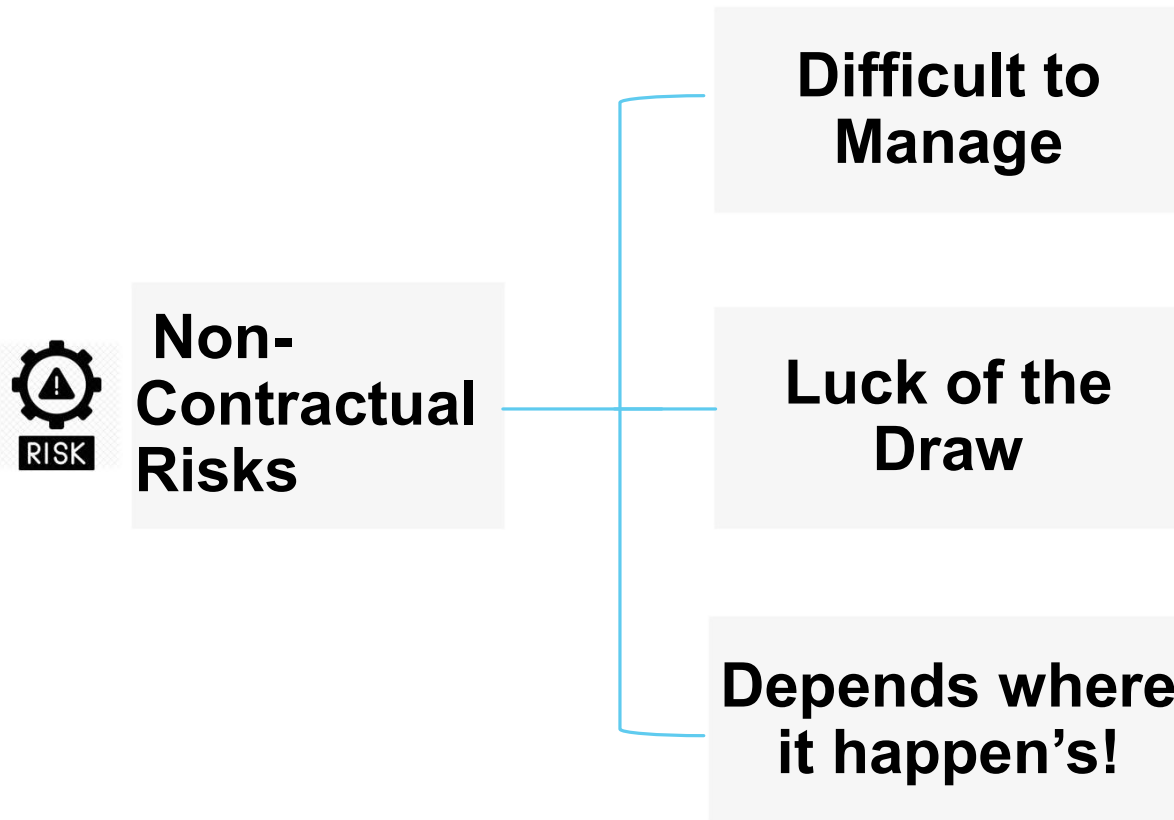 RISK
Non-
Contractual
Risks
Difficult to
Manage
Luck of the
Draw
Depends where
it happen’s!